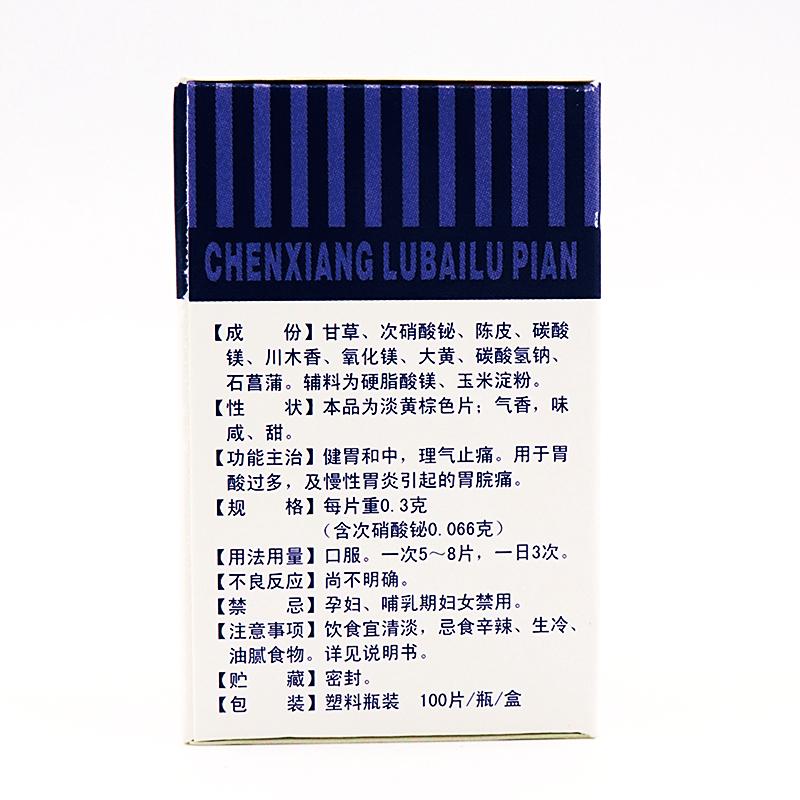 CHENXIANG LUBAILU PIAN
【成　份】甘草、次硝酸铋、陈皮、碳酸
镁、川木香、氧化镁、大黄、碳酸氢钠、
石菖蒲。辅料为硬脂酸镁、玉米淀粉。
【性　状】本品为淡黄棕色片；气香，味
咸、甜。
【功能主治】健胃和中，理气止痛。用于胃
酸过多，及慢性胃炎引起的胃脘痛。
【规　格】每片重0.3克
（含次硝酸铋0.066克）
【用法用量】口服。一次5～8片，一日3次。
【不良反应】尚不明确。
【禁　忌】孕妇、哺乳期妇女禁用。
【注意事项】饮食宜清淡，忌食辛辣、生冷、
油腻食物。详见说明书。
【贮　藏】密封。
【包　装】塑料瓶装　100片/瓶/盒